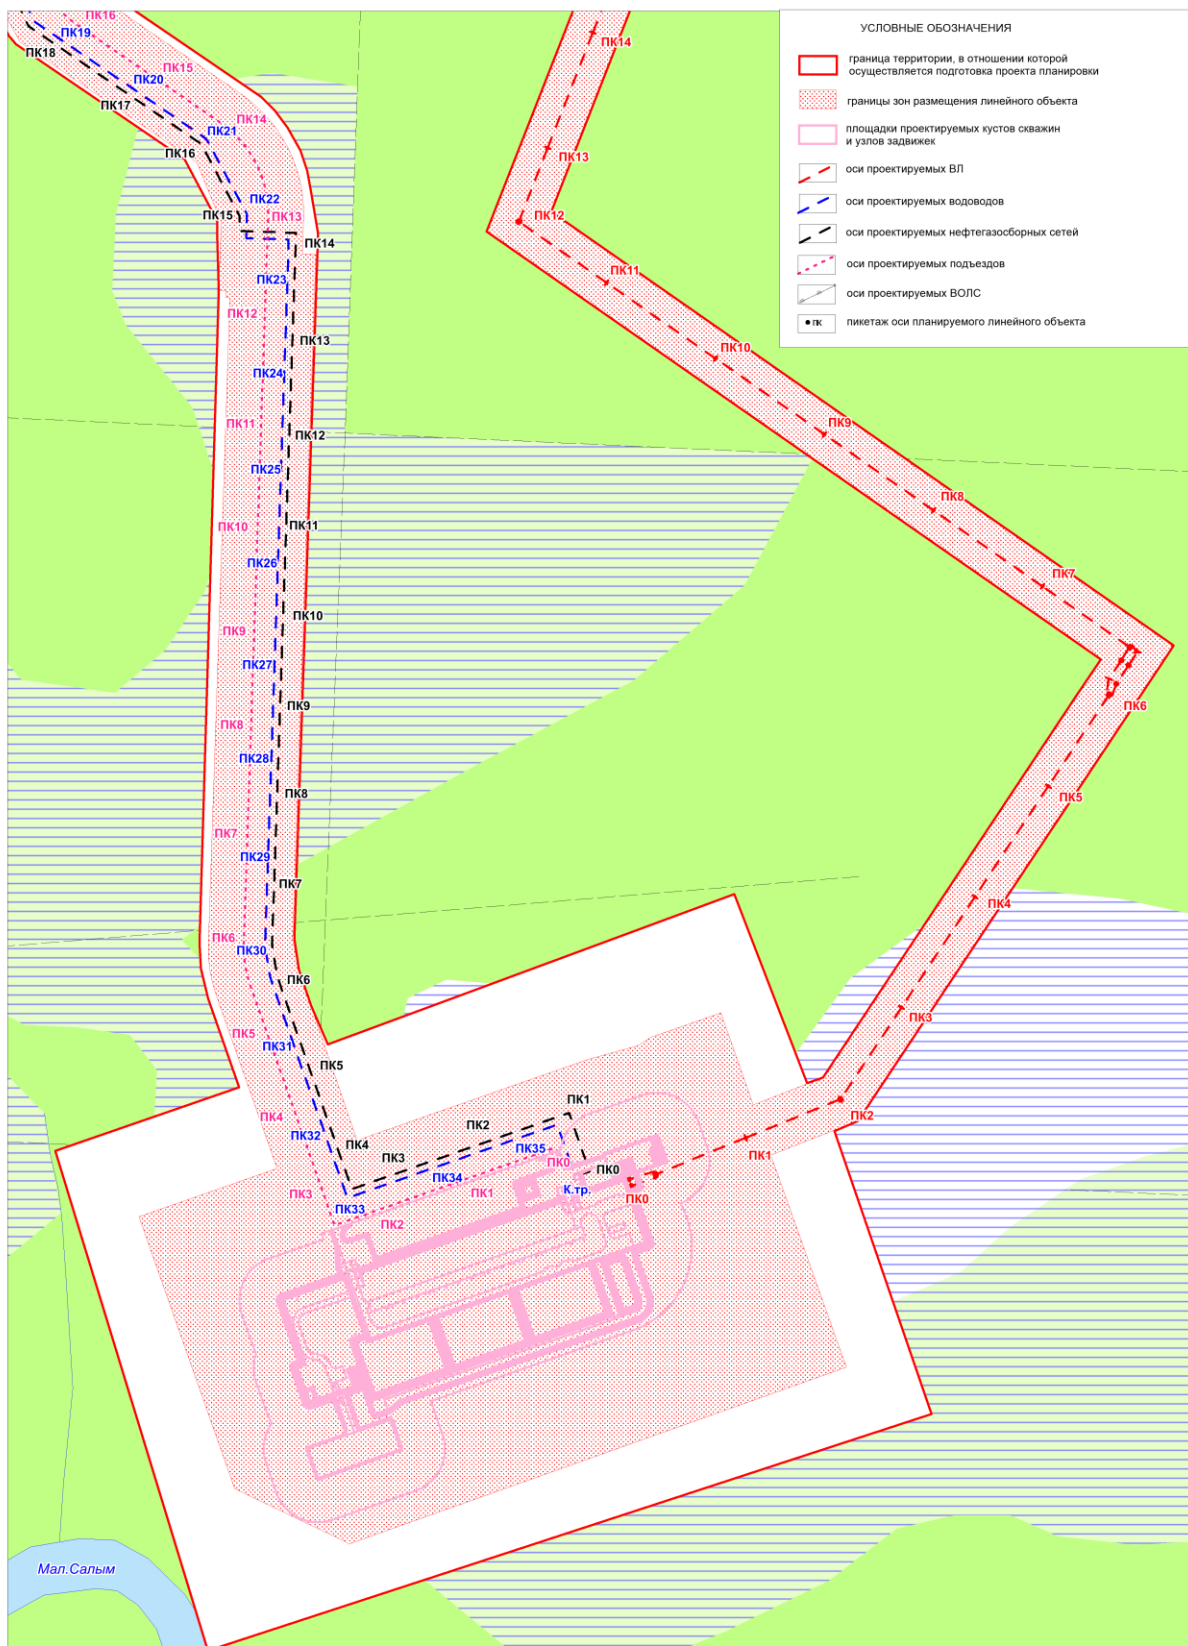 УСЛОВНЫЕ ОБОЗНАЧЕНИЯ
граница территории, в отношении которой
осуществляется подготовка проекта планировки
границы зон размещения линейного объекта
площадки проектируемых кустов скважин
и узлов задвижек
оси проектируемых ВЛ
оси проектируемых водоводов
оси проектируемых нефтегазосборных сетей
оси проектируемых подъездов
оси проектируемых ВОЛС
ПК пикетаж оси планируемого линейного объекта
ПК16
ПК19
ПК18
ПК15
ПК20
ПК17
ПК14
ПК21
ПК16
ПК22
ПК15
ПК13
ПК14
ПК23
ПК12
ПК13
ПК24
ПК11
ПК12
ПК25
ПК10
ПК11
ПК26
ПК10
ПК9
ПК27
ПК9
ПК8
ПК28
ПК8
ПК7
ПК29
ПК7
ПК6
ПК30
ПК6
ПК5
ПК31
ПК5
ПК4
ПК32
ПК4
ПК3
ПК2
ПК1
ПК35
ПК0
ПК0
ПК3
ПК34
К.тр.
ПК1
ПК33
ПК2
ПК14
ПК13
ПК12
ПК11
ПК10
ПК9
ПК8
ПК7
ПК6
ПК5
ПК4
ПК3
ПК2
ПК1
ПК0
Мал.Салым